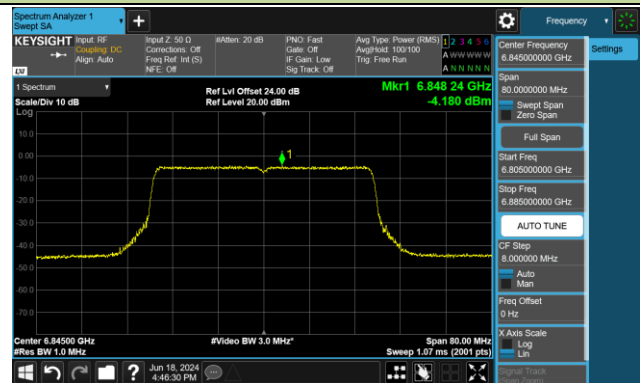 Spectrum Analyzer 1
Swept SA
+
Frequency
KEYSIGHT
Input: RF
Coupling: DC
Align: Auto
Input Z: 50 Ω
Corrections: Off
Freq Ref: Int (S)
NFE: Off
#Atten: 20 dB
PNO: Fast
Gate: Off
IF Gain: Low
Sig Track: Off
Avg Type: Power (RMS)
Avg|Hold: 100/100
Trig: Free Run
1 2 3 4 5 6
A W W W W W
A N N N N N
LXI
1 Spectrum
Scale/Div 10 dB
Log
Ref Lvl Offset 24.00 dB
Ref Level 20.00 dBm
Mkr1 6.848 24 GHz
-4.180 dBm
10.0
0.00
-10.0
-20.0
-30.0
-40.0
-50.0
-60.0
-70.0
1
Center 6.84500 GHz
#Res BW 1.0 MHz
#Video BW 3.0 MHz*
Span 80.00 MHz
Sweep 1.07 ms (2001 pts)
Center Frequency
6.845000000 GHz
Settings
Span
80.0000000 MHz
Swept Span
Zero Span
Full Span
Start Freq
6.805000000 GHz
Stop Freq
6.885000000 GHz
AUTO TUNE
CF Step
8.000000 MHz
Auto
Man
Freq Offset
0 Hz
X Axis Scale
Log
Lin
Signal Track
(Span Zoom)
?
Jun 18, 2024
4:46:30 PM